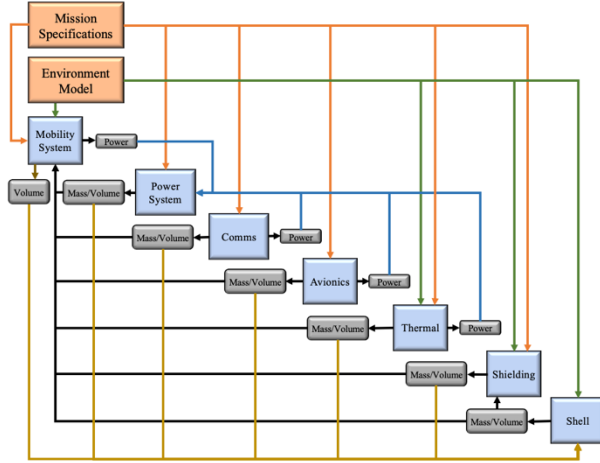 Mission
Specifications
Environment
Model
Mobility
System
Power
Volume
Mass/Volume
Power
System
Mass/Volume
Comms
Power
Mass/Volume
Avionics
Power
Mass/Volume
Thermal
Power
Mass/Volume
Shielding
Mass/Volume
Shell